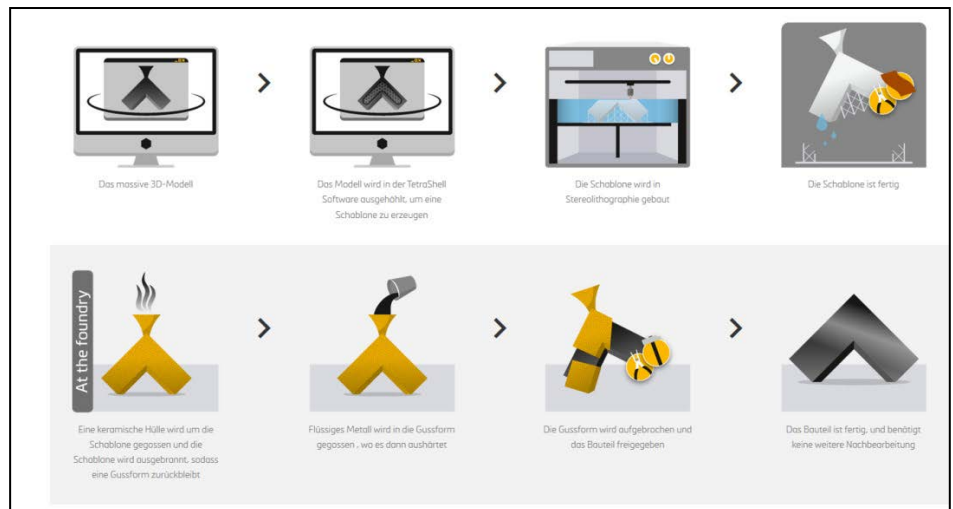 Das massive 3D-Modell
Das Modell wird in der TetraShell
Software ausgehöhlt, um eine
Schablone zu erzeugen
Die Schablone wird in
Stereolithographie gebaut
Die Schablone ist fertig
At the foundry
Eine keramische Hülle wird um die
Schablone gegossen und die
Schablone wird ausgebrannt, sodass
eine Gussform zurückbleibt
Flüssiges Metall wird in die Gussform
gegossen , wo es dann aushärtet
Die Gussform wird aufgebrochen und
das Bauteil freigegeben
Das Bauteil ist fertig, und benötigt
keine weitere Nachbearbeitung